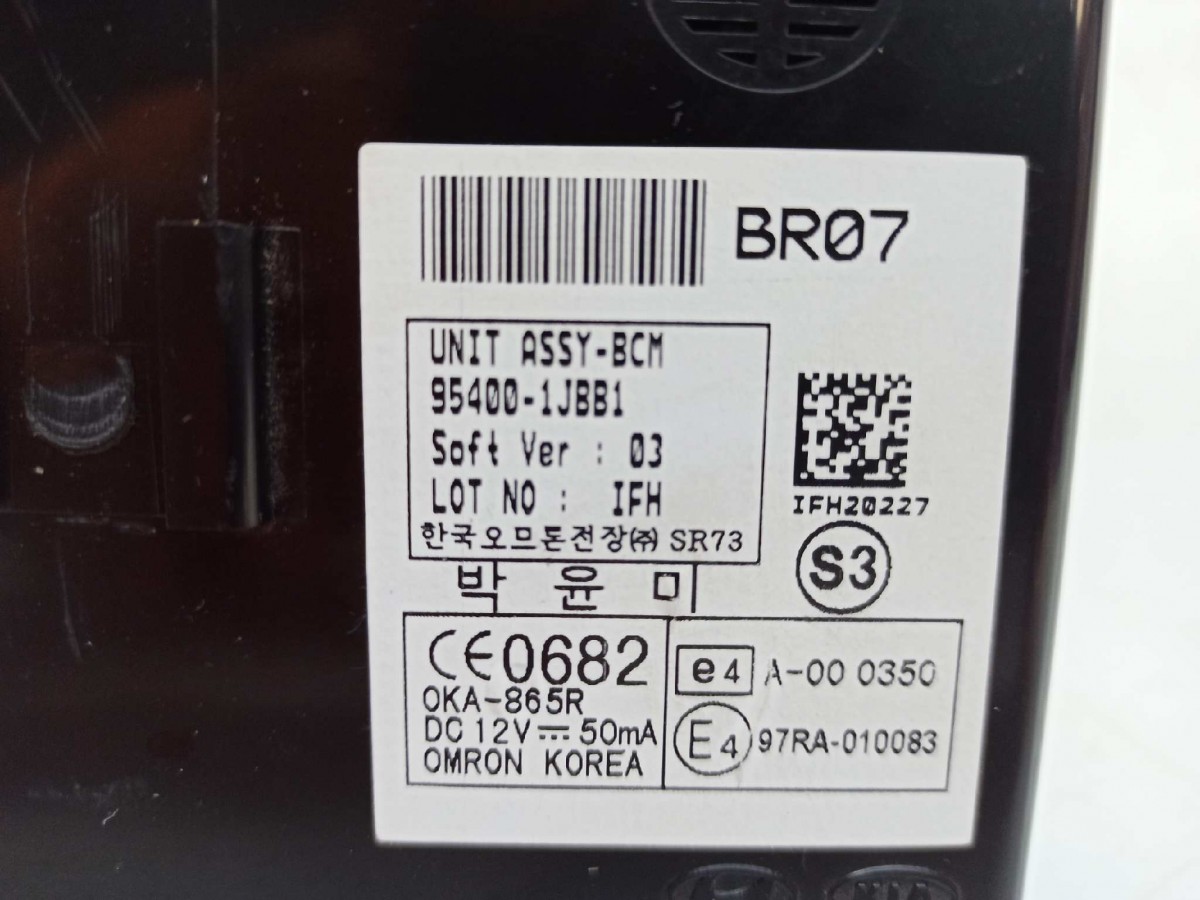 BR07
UNIT ASSY-BCM
95400-1JBB1
Soft Ver : 03
LOT NO : IFH
한국오므론전장㈜ SR73
IFH20227
S3
박 윤 미
CE0682
OKA-865R
DC 12V ⎓ 50mA
OMRON KOREA
e4 A-00 0350
E4 97RA-010083
KIA